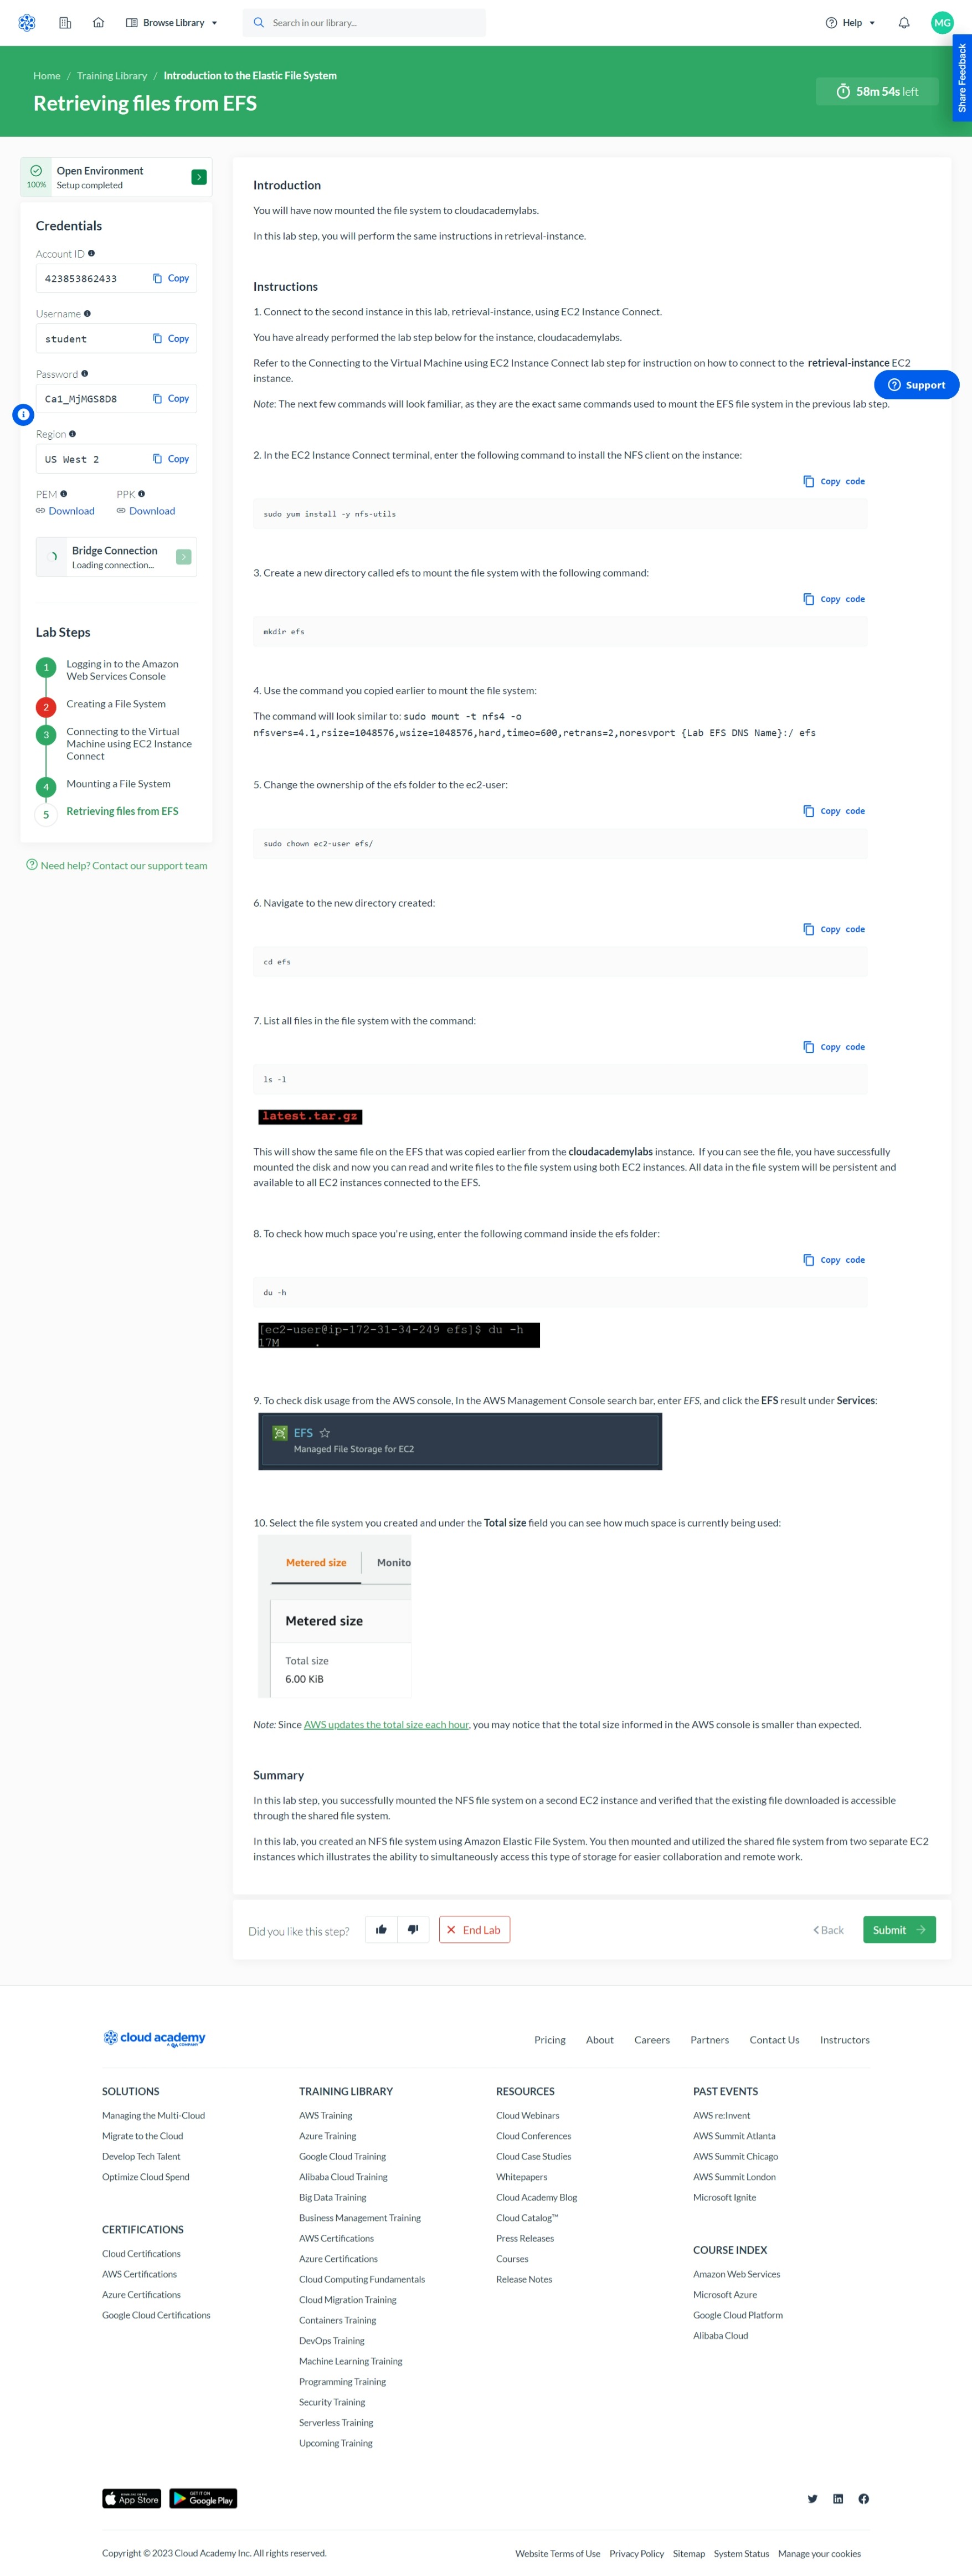 Browse Library
Search in our library...
Help
MG
Share Feedback
Home / Training Library / Introduction to the Elastic File System
Retrieving files from EFS
58m 54s left
100%
Open Environment
Setup completed
Credentials
Account ID
423853862433 Copy
Username
student Copy
Password
Ca1_MjMGS8D8 Copy
Region
US West 2 Copy
PEM PPK
Download Download
Bridge Connection
Loading connection...
Lab Steps
1 Logging in to the Amazon
Web Services Console
2 Creating a File System
3 Connecting to the Virtual
Machine using EC2 Instance
Connect
4 Mounting a File System
5 Retrieving files from EFS
Need help? Contact our support team
Introduction
You will have now mounted the file system to cloudacademylabs.
In this lab step, you will perform the same instructions in retrieval-instance.
Instructions
1. Connect to the second instance in this lab, retrieval-instance, using EC2 Instance Connect.
You have already performed the lab step below for the instance, cloudacademylabs.
Refer to the Connecting to the Virtual Machine using EC2 Instance Connect lab step for instruction on how to connect to the retrieval-instance EC2
instance.
Support
Note: The next few commands will look familiar, as they are the exact same commands used to mount the EFS file system in the previous lab step.
2. In the EC2 Instance Connect terminal, enter the following command to install the NFS client on the instance:
Copy code
sudo yum install -y nfs-utils
3. Create a new directory called efs to mount the file system with the following command:
Copy code
mkdir efs
4. Use the command you copied earlier to mount the file system:
The command will look similar to: sudo mount -t nfs4 -o
nfsvers=4.1,rsize=1048576,wsize=1048576,hard,timeo=600,retrans=2,noresvport {Lab EFS DNS Name}:/ efs
5. Change the ownership of the efs folder to the ec2-user:
Copy code
sudo chown ec2-user efs/
6. Navigate to the new directory created:
Copy code
cd efs
7. List all files in the file system with the command:
Copy code
ls -l
latest.tar.gz
This will show the same file on the EFS that was copied earlier from the cloudacademylabs instance. If you can see the file, you have successfully
mounted the disk and now you can read and write files to the file system using both EC2 instances. All data in the file system will be persistent and
available to all EC2 instances connected to the EFS.
8. To check how much space you're using, enter the following command inside the efs folder:
Copy code
du -h
[ec2-user@ip-172-31-34-249 efs]$ du -h
17M .
9. To check disk usage from the AWS console, In the AWS Management Console search bar, enter EFS, and click the EFS result under Services:
EFS
Managed File Storage for EC2
10. Select the file system you created and under the Total size field you can see how much space is currently being used:
Metered size Monito
Metered size
Total size
6.00 KiB
Note: Since AWS updates the total size each hour, you may notice that the total size informed in the AWS console is smaller than expected.
Summary
In this lab step, you successfully mounted the NFS file system on a second EC2 instance and verified that the existing file downloaded is accessible
through the shared file system.
In this lab, you created an NFS file system using Amazon Elastic File System. You then mounted and utilized the shared file system from two separate EC2
instances which illustrates the ability to simultaneously access this type of storage for easier collaboration and remote work.
Did you like this step? End Lab Back Submit
cloud academy
A QA COMPANY
Pricing About Careers Partners Contact Us Instructors
SOLUTIONS
Managing the Multi-Cloud
Migrate to the Cloud
Develop Tech Talent
Optimize Cloud Spend
CERTIFICATIONS
Cloud Certifications
AWS Certifications
Azure Certifications
Google Cloud Certifications
TRAINING LIBRARY
AWS Training
Azure Training
Google Cloud Training
Alibaba Cloud Training
Big Data Training
Business Management Training
AWS Certifications
Azure Certifications
Cloud Computing Fundamentals
Cloud Migration Training
Containers Training
DevOps Training
Machine Learning Training
Programming Training
Security Training
Serverless Training
Upcoming Training
RESOURCES
Cloud Webinars
Cloud Conferences
Cloud Case Studies
Whitepapers
Cloud Academy Blog
Cloud Catalog™
Press Releases
Courses
Release Notes
PAST EVENTS
AWS re:Invent
AWS Summit Atlanta
AWS Summit Chicago
AWS Summit London
Microsoft Ignite
COURSE INDEX
Amazon Web Services
Microsoft Azure
Google Cloud Platform
Alibaba Cloud
App Store
GET IT ON
Google Play
Copyright © 2023 Cloud Academy Inc. All rights reserved.
Website Terms of Use Privacy Policy Sitemap System Status Manage your cookies